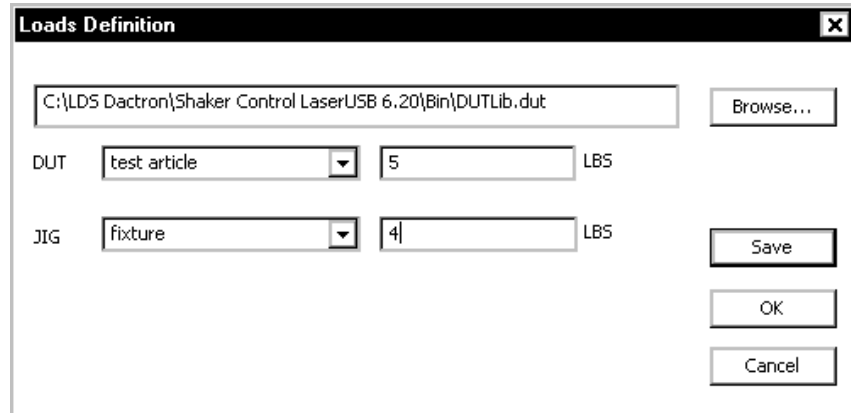 Loads Definition
C:\LDS Dactron\Shaker Control LaserUSB 6.20\Bin\DUTLib.dut
Browse...
DUT test article 5 LBS
JIG fixture 4 LBS
Save
OK
Cancel